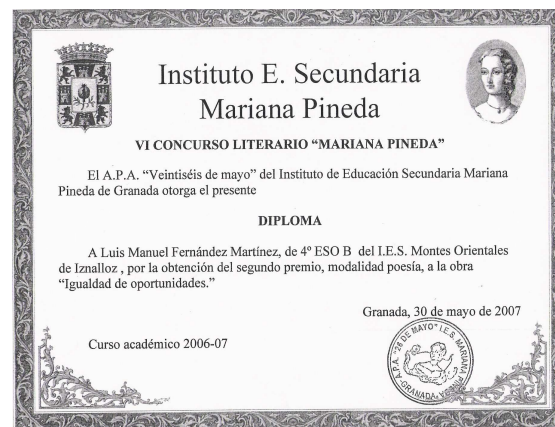 Instituto E. Secundaria
Mariana Pineda
VI CONCURSO LITERARIO “MARIANA PINEDA”
El A.P.A. “Veintiséis de mayo” del Instituto de Educación Secundaria Mariana
Pineda de Granada otorga el presente
DIPLOMA
A Luis Manuel Fernández Martínez, de 4º ESO B del I.E.S. Montes Orientales
de Iznalloz , por la obtención del segundo premio, modalidad poesía, a la obra
“Igualdad de oportunidades.”
Granada, 30 de mayo de 2007
Curso académico 2006-07
A.P.A. "26 DE MAYO" I.E.S. MARIANA PINEDA
-GRANADA-